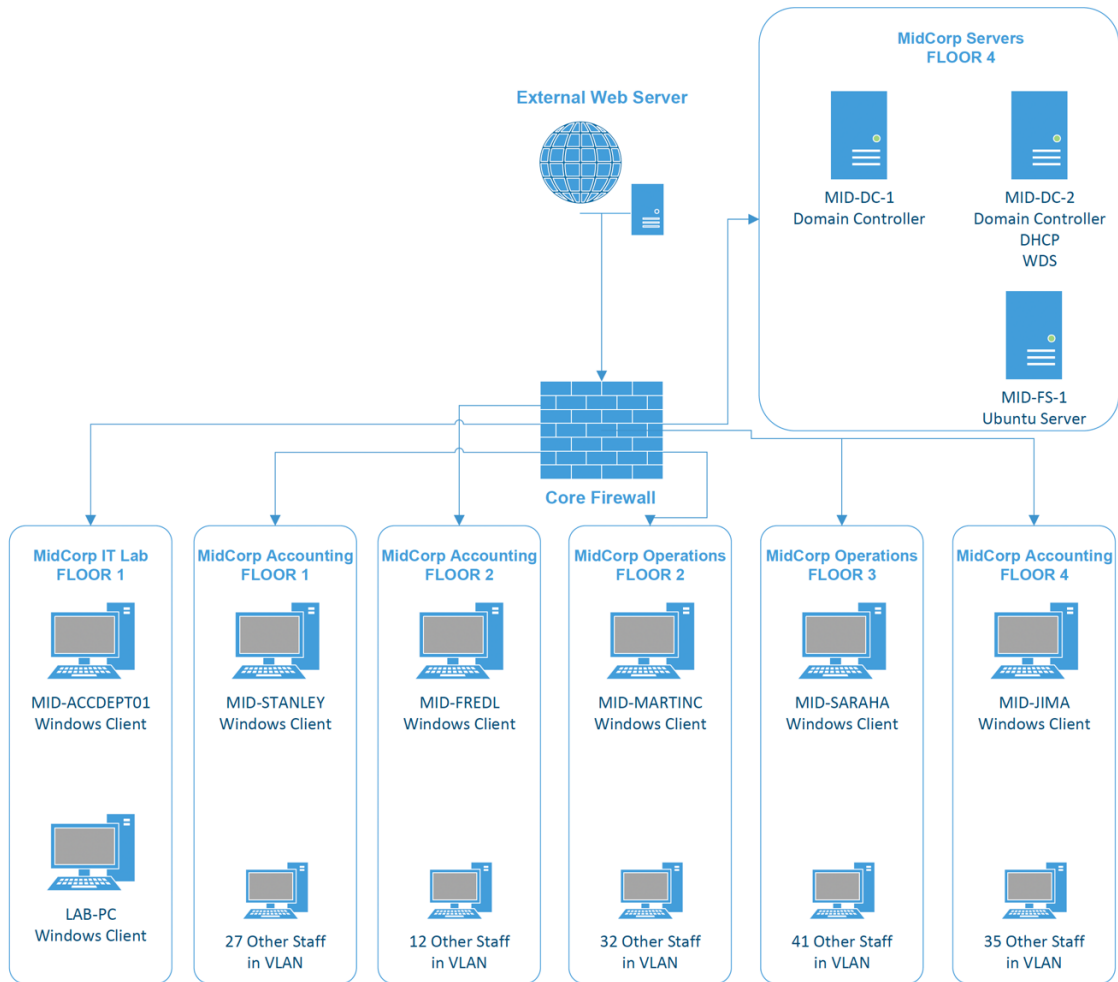 MidCorp Servers
FLOOR 4
External Web Server
MID-DC-1
Domain Controller
MID-DC-2
Domain Controller
DHCP
WDS
MID-FS-1
Ubuntu Server
Core Firewall
MidCorp IT Lab
FLOOR 1
MID-ACCDEPT01
Windows Client
LAB-PC
Windows Client
MidCorp Accounting
FLOOR 1
MID-STANLEY
Windows Client
27 Other Staff
in VLAN
MidCorp Accounting
FLOOR 2
MID-FREDL
Windows Client
12 Other Staff
in VLAN
MidCorp Operations
FLOOR 2
MID-MARTINC
Windows Client
32 Other Staff
in VLAN
MidCorp Operations
FLOOR 3
MID-SARAHA
Windows Client
41 Other Staff
in VLAN
MidCorp Accounting
FLOOR 4
MID-JIMA
Windows Client
35 Other Staff
in VLAN